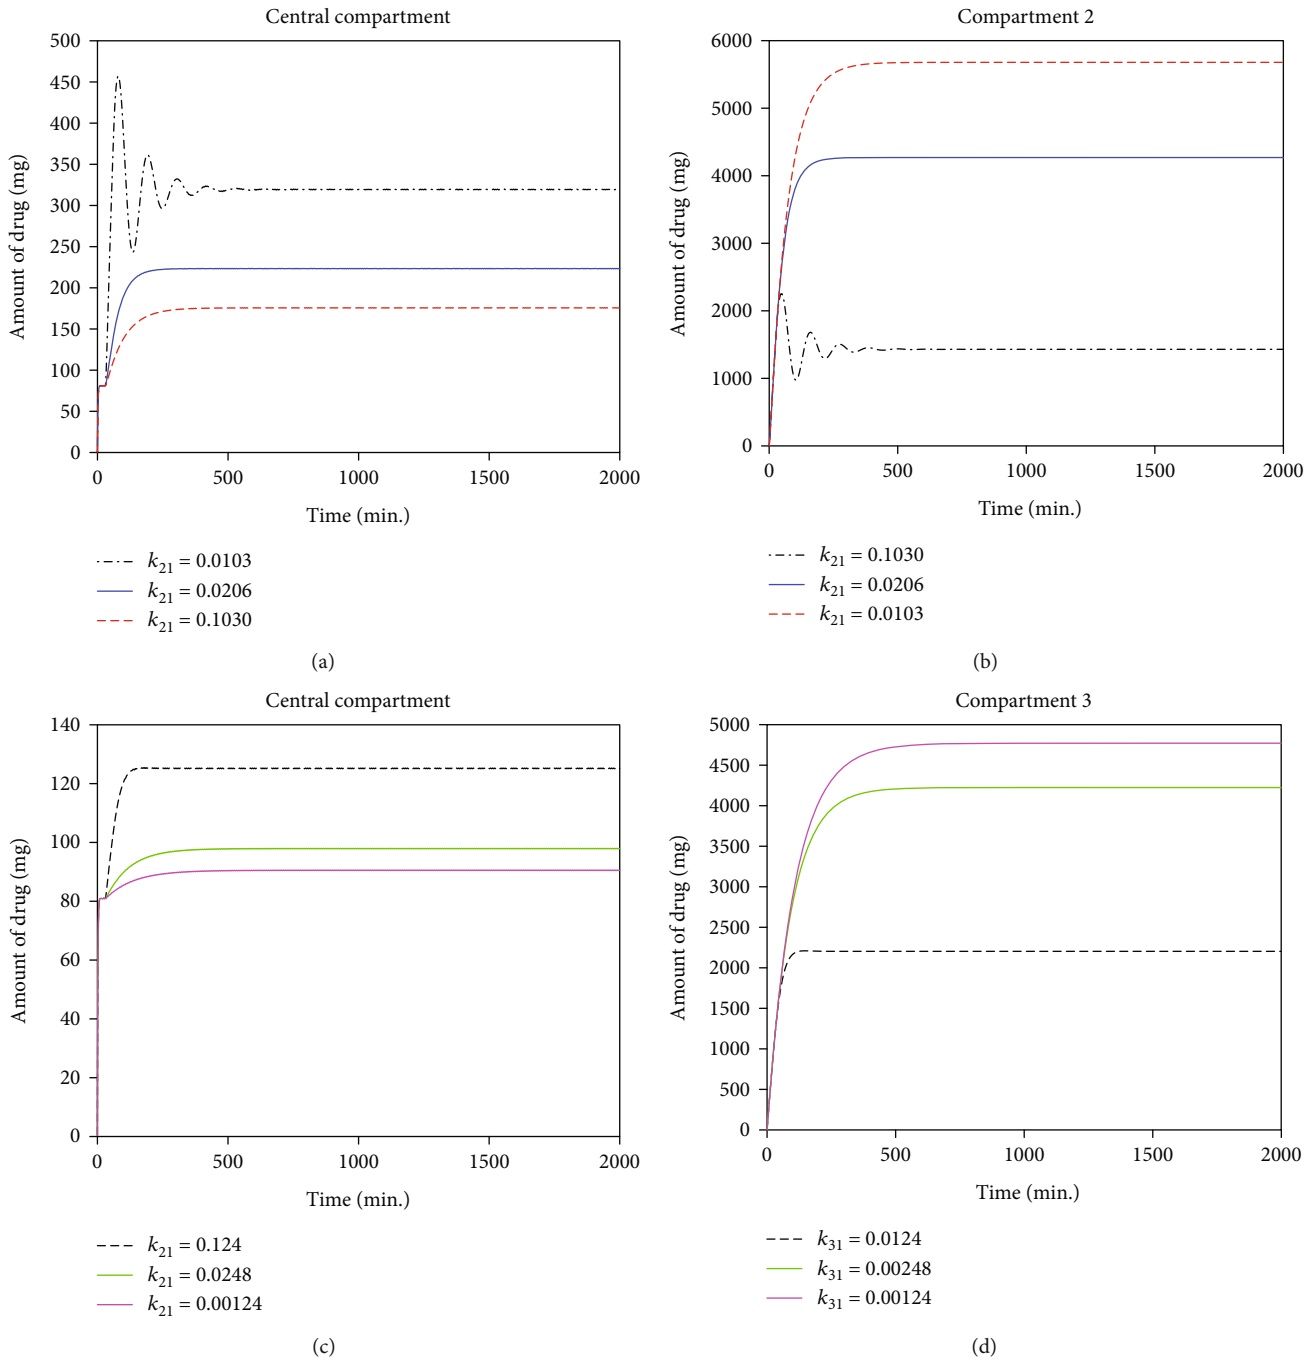 Central compartment
500
450
400
350
300
250
200
150
100
50
0
Amount of drug (mg)
0 500 1000 1500 2000
Time (min.)
k21 = 0.0103
k21 = 0.0206
k21 = 0.1030
(a)
Compartment 2
6000
5000
4000
3000
2000
1000
0
Amount of drug (mg)
0 500 1000 1500 2000
Time (min.)
k21 = 0.1030
k21 = 0.0206
k21 = 0.0103
(b)
Central compartment
140
120
100
80
60
40
20
0
Amount of drug (mg)
0 500 1000 1500 2000
Time (min.)
k21 = 0.124
k21 = 0.0248
k21 = 0.00124
(c)
Compartment 3
5000
4500
4000
3500
3000
2500
2000
1500
1000
500
0
Amount of drug (mg)
0 500 1000 1500 2000
Time (min.)
k31 = 0.0124
k31 = 0.00248
k31 = 0.00124
(d)